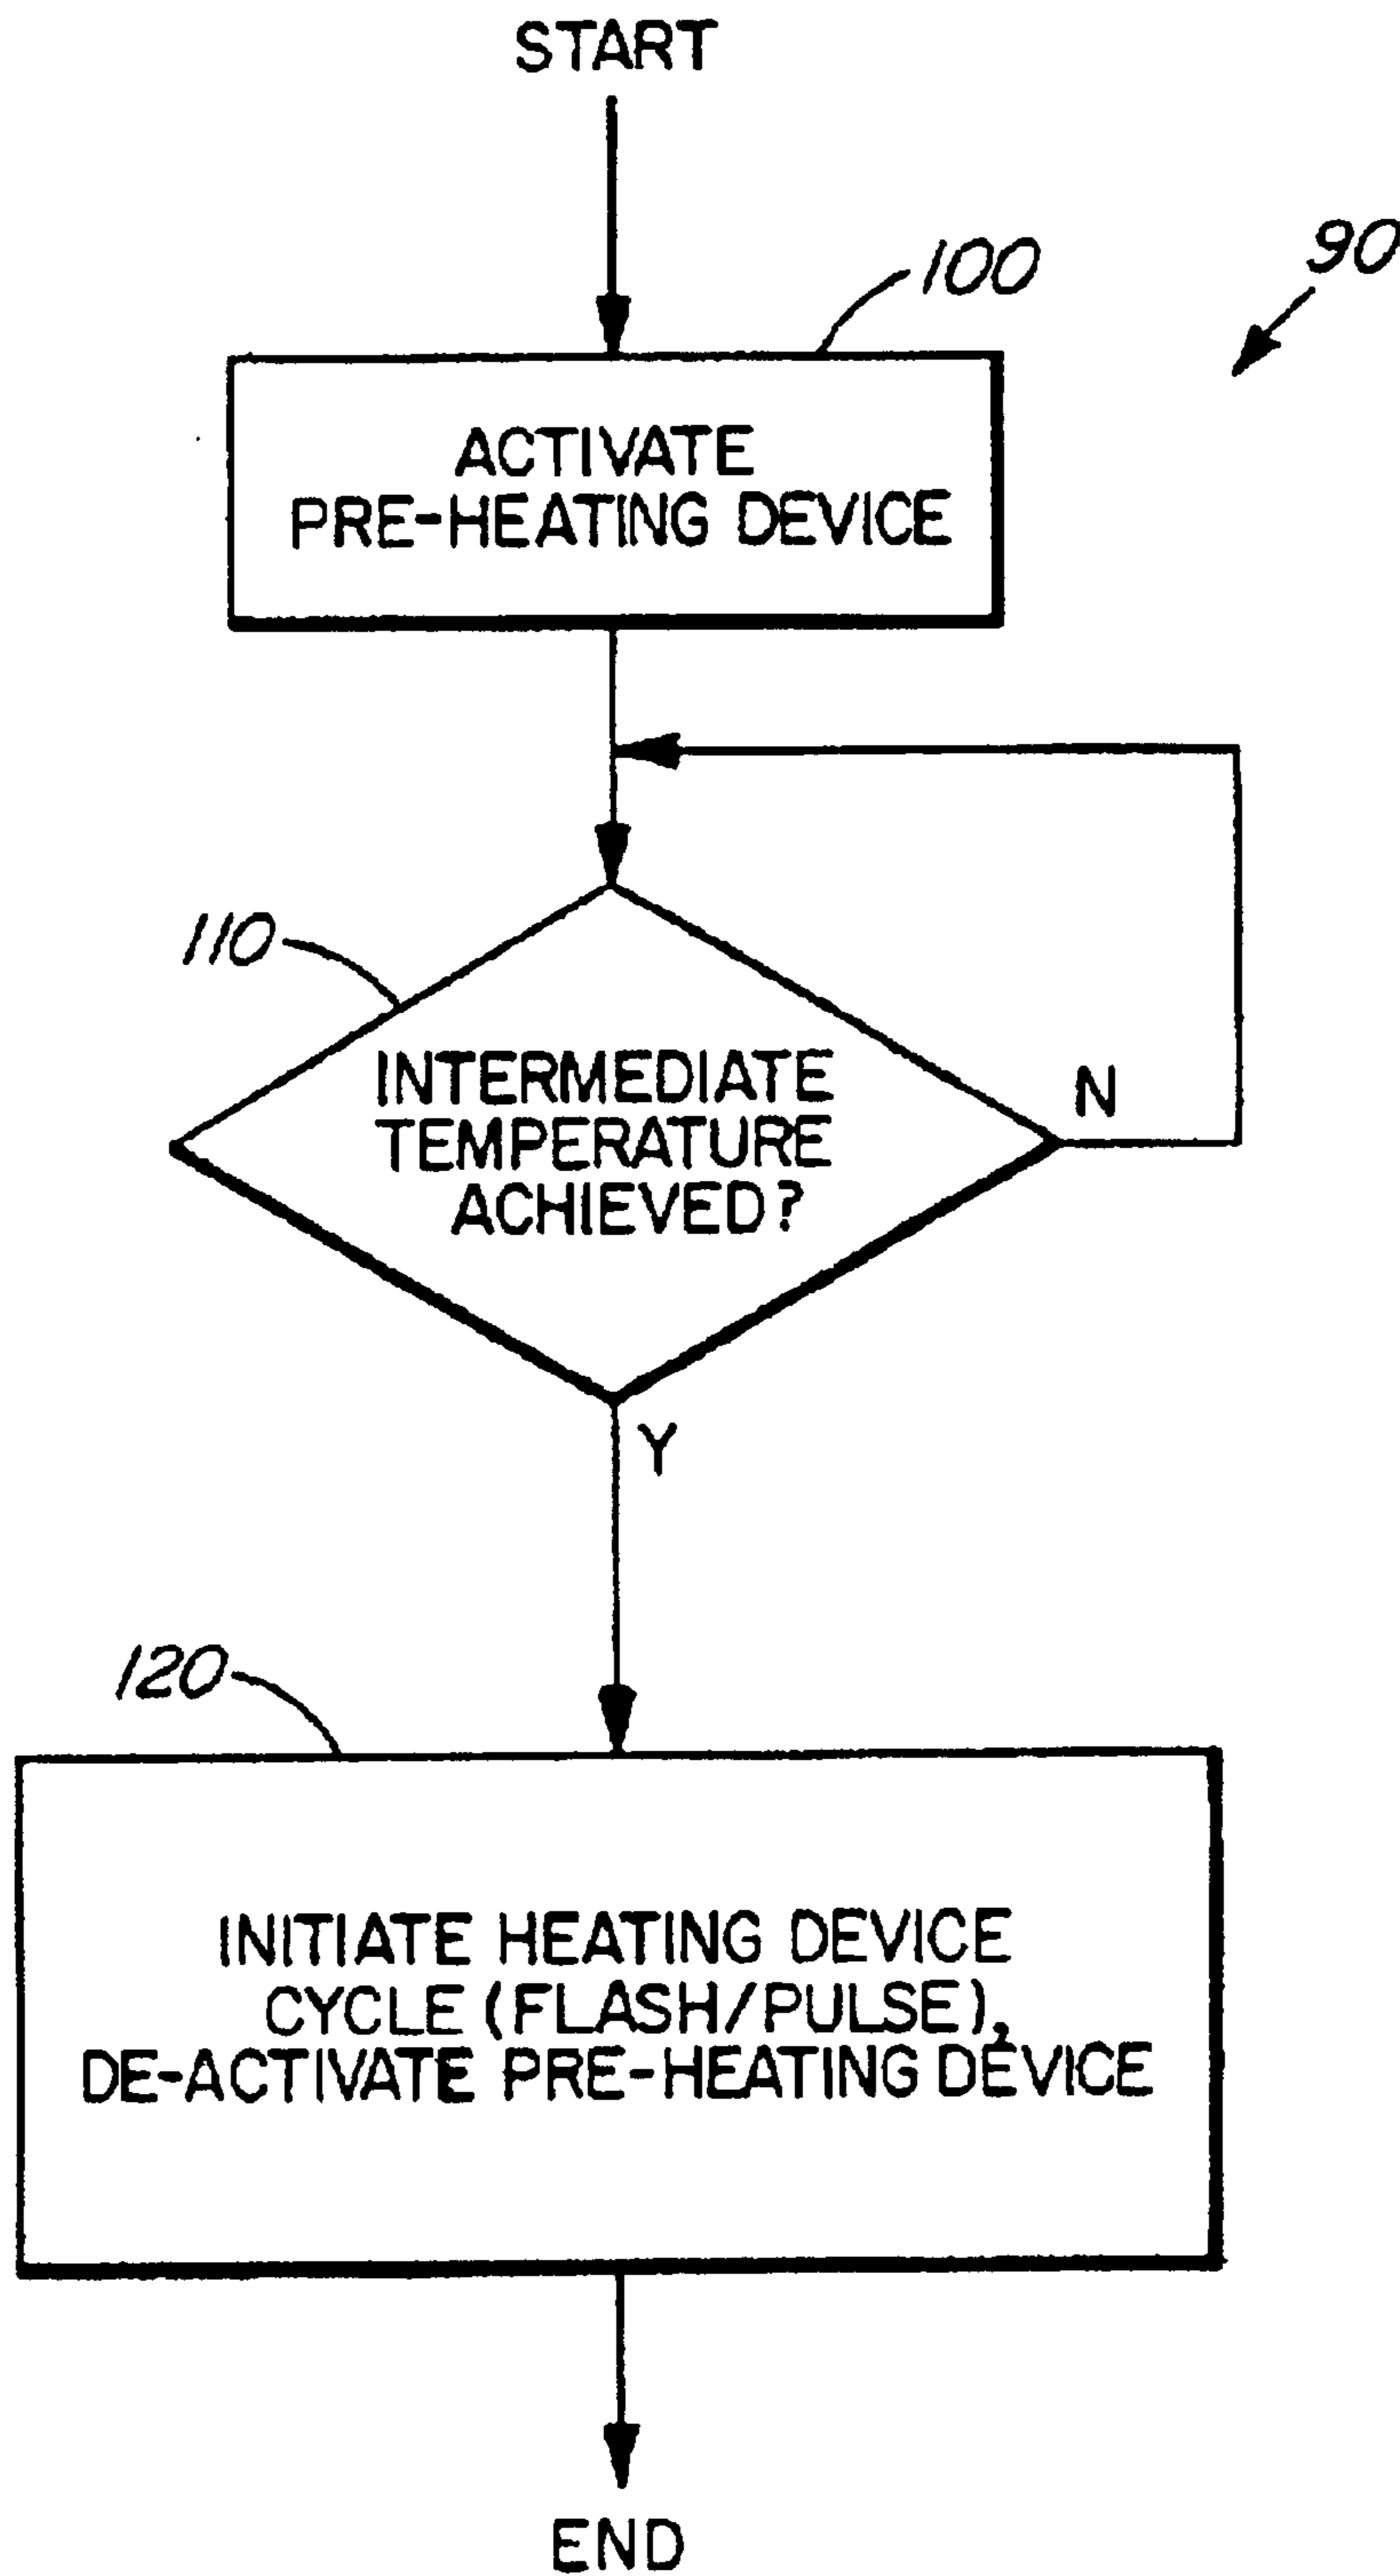 START
100
90
ACTIVATE
PRE-HEATING DEVICE
110
INTERMEDIATE
TEMPERATURE
ACHIEVED?
N
Y
120
INITIATE HEATING DEVICE
CYCLE (FLASH/PULSE),
DE-ACTIVATE PRE-HEATING DEVICE
END